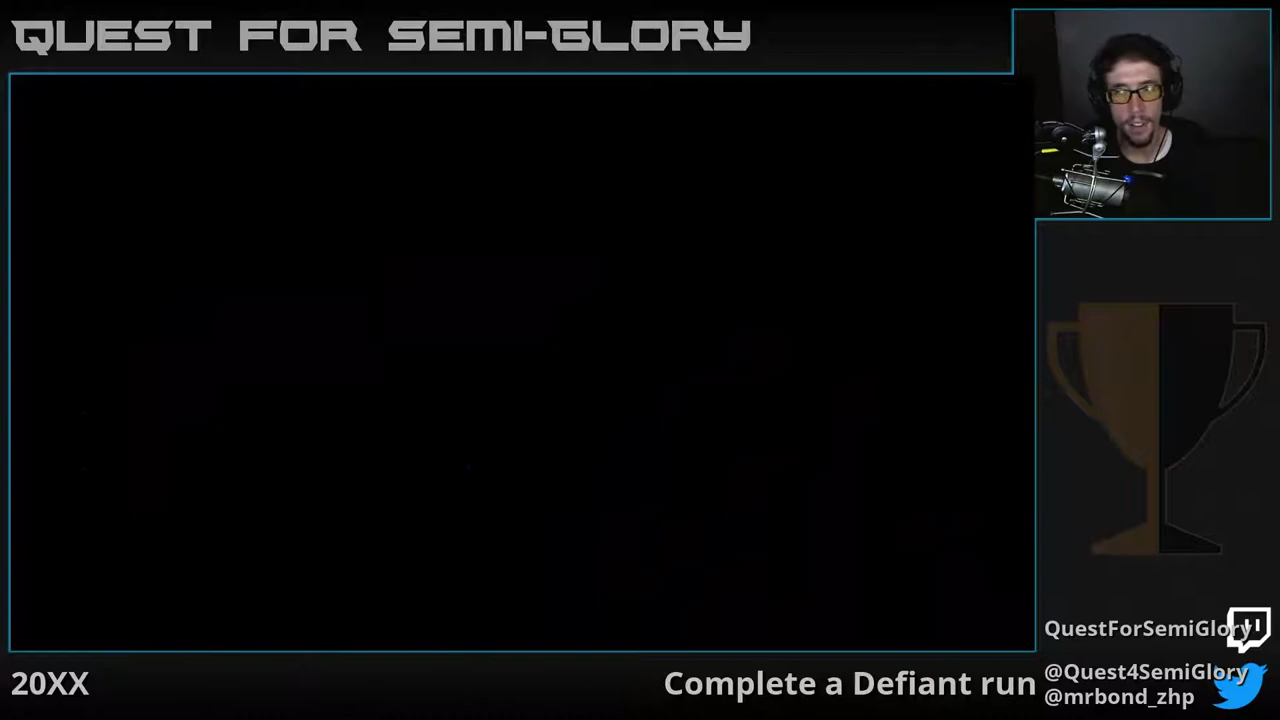 QUEST FOR SEMI-GLORY
QuestForSemiGlory
@Quest4SemiGlory
@mrbond_zhp
20XX
Complete a Defiant run